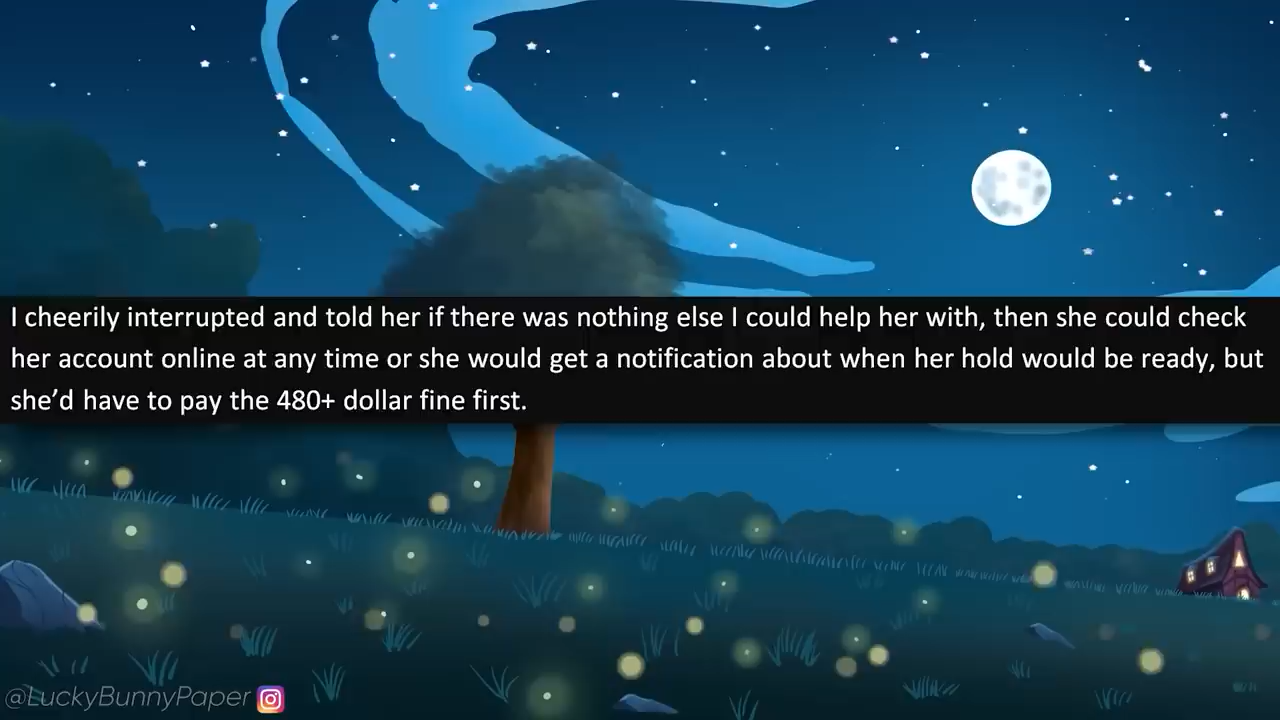 I cheerily interrupted and told her if there was nothing else I could help her with, then she could check
her account online at any time or she would get a notification about when her hold would be ready, but
she’d have to pay the 480+ dollar fine first.
@LuckyBunnyPaper